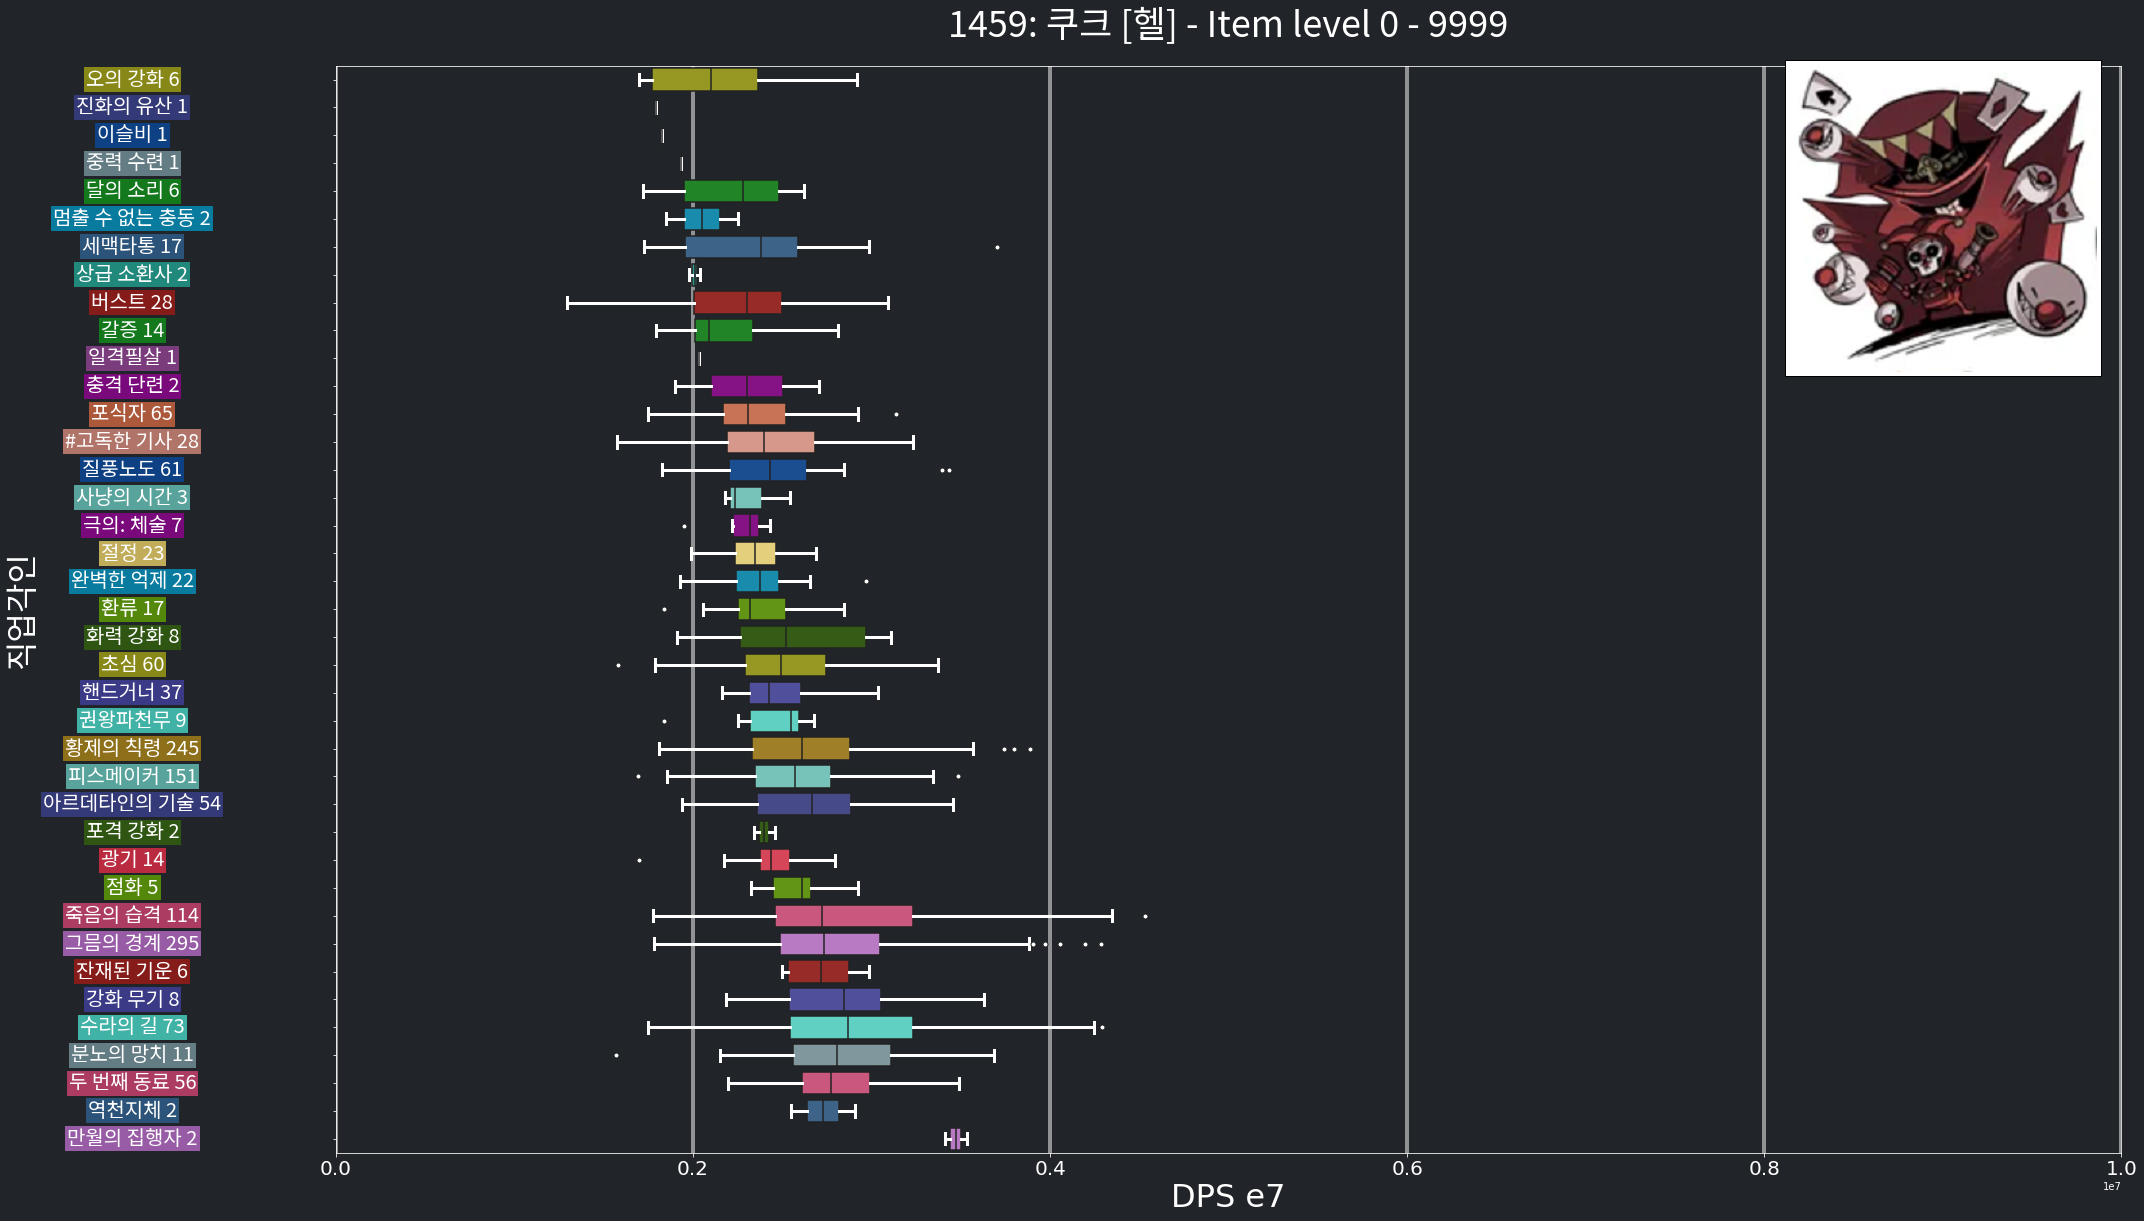 1459: 쿠크 [헬] - Item level 0 - 9999
오의 강화 6
진화의 유산 1
이슬비 1
중력 수련 1
달의 소리 6
멈출 수 없는 충동 2
세맥타통 17
상급 소환사 2
버스트 28
갈증 14
일격필살 1
충격 단련 2
포식자 65
#고독한 기사 28
질풍노도 61
사냥의 시간 3
극의: 체술 7
절정 23
완벽한 억제 22
환류 17
화력 강화 8
초심 60
핸드거너 37
권왕파천무 9
황제의 칙령 245
피스메이커 151
아르데타인의 기술 54
포격 강화 2
광기 14
점화 5
죽음의 습격 114
그믐의 경계 295
잔재된 기운 6
강화 무기 8
수라의 길 73
분노의 망치 11
두 번째 동료 56
역천지체 2
만월의 집행자 2
직업각인
0.0 0.2 0.4 0.6 0.8 1.0
1e7
DPS e7